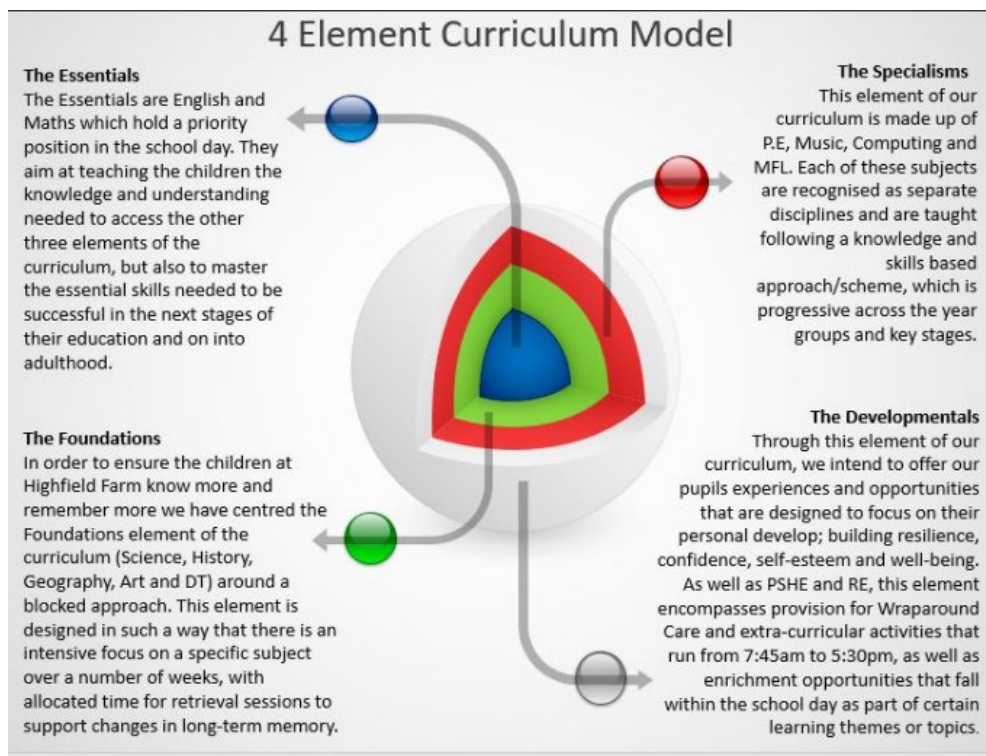 4 Element Curriculum Model
The Essentials
The Essentials are English and
Maths which hold a priority
position in the school day. They
aim at teaching the children the
knowledge and understanding
needed to access the other
three elements of the
curriculum, but also to master
the essential skills needed to be
successful in the next stages of
their education and on into
adulthood.
The Specialisms
This element of our
curriculum is made up of
P.E, Music, Computing and
MFL. Each of these subjects
are recognised as separate
disciplines and are taught
following a knowledge and
skills based
approach/scheme, which is
progressive across the year
groups and key stages.
The Foundations
In order to ensure the children at
Highfield Farm know more and
remember more we have centred the
Foundations element of the
curriculum (Science, History,
Geography, Art and DT) around a
blocked approach. This element is
designed in such a way that there is an
intensive focus on a specific subject
over a number of weeks, with
allocated time for retrieval sessions to
support changes in long-term memory.
The Developmentals
Through this element of our
curriculum, we intend to offer our
pupils experiences and opportunities
that are designed to focus on their
personal develop; building resilience,
confidence, self-esteem and well-being.
As well as PSHE and RE, this element
encompasses provision for Wraparound
Care and extra-curricular activities that
run from 7:45am to 5:30pm, as well as
enrichment opportunities that fall
within the school day as part of certain
learning themes or topics.